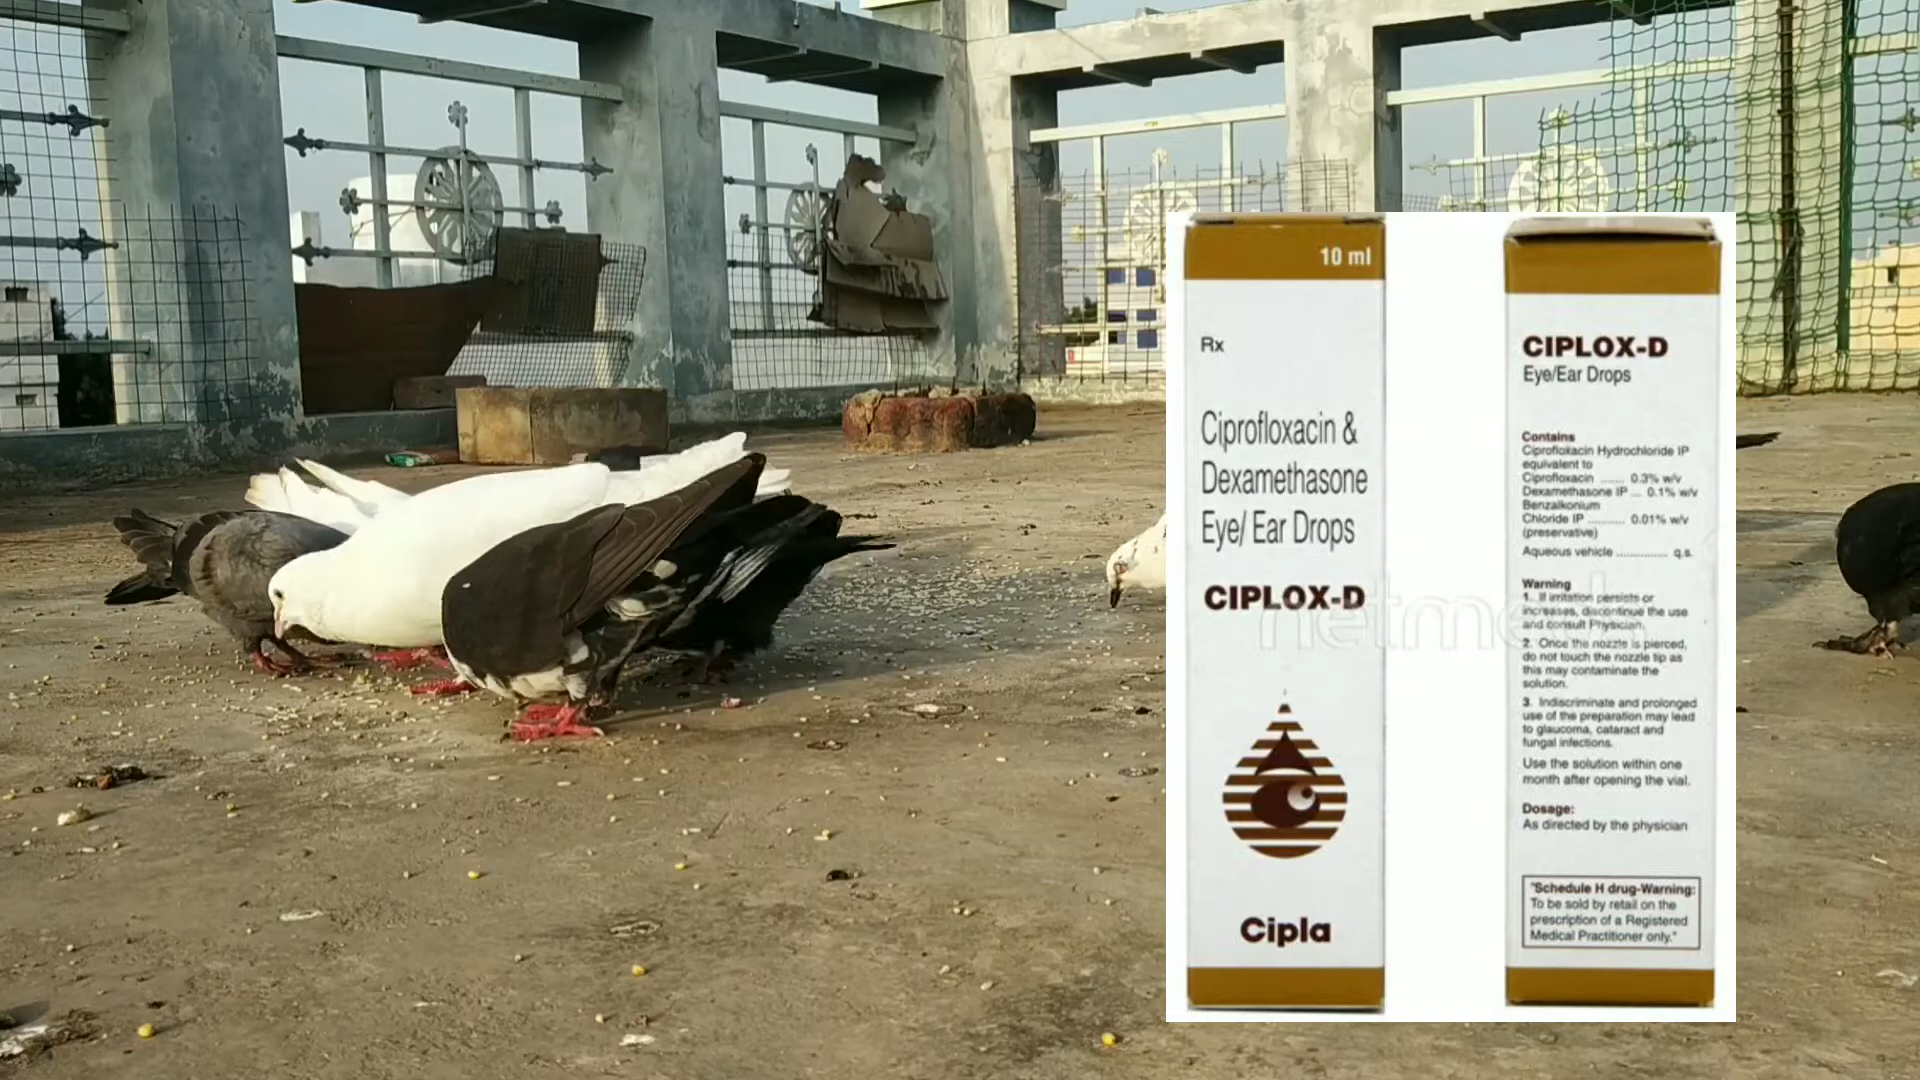 10 ml
Rx
Ciprofloxacin &
Dexamethasone
Eye/ Ear Drops
CIPLOX-D
Cipla
CIPLOX-D
Eye/Ear Drops
Contains
Ciprofloxacin Hydrochloride IP
equivalent to
Ciprofloxacin ....... 0.3% w/v
Dexamethasone IP ... 0.1% w/v
Benzalkonium
Chloride IP .......... 0.01% w/v
(preservative)
Aqueous vehicle .............. q.s.
Warning
1. If irritation persists or
increases, discontinue the use
and consult Physician.
2. Once the nozzle is pierced,
do not touch the nozzle tip as
this may contaminate the
solution.
3. Indiscriminate and prolonged
use of the preparation may lead
to glaucoma, cataract and
fungal infections.
Use the solution within one
month after opening the vial.
Dosage:
As directed by the physician
"Schedule H drug-Warning:
To be sold by retail on the
prescription of a Registered
Medical Practitioner only."